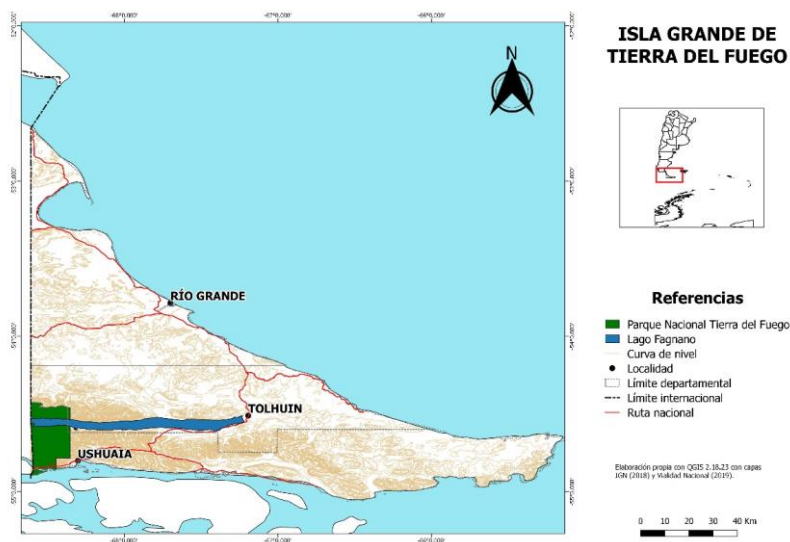 ISLA GRANDE DE
TIERRA DEL FUEGO
N
RÍO GRANDE
TOLHUIN
USHUAIA
Referencias
Parque Nacional Tierra del Fuego
Lago Fagnano
Curva de nivel
Localidad
Límite departamental
Límite internacional
Ruta nacional
Elaboración propia con QGIS 2.18.23 con capas
IGN (2018) y Vialidad Nacional (2019).
0 10 20 30 40 Km